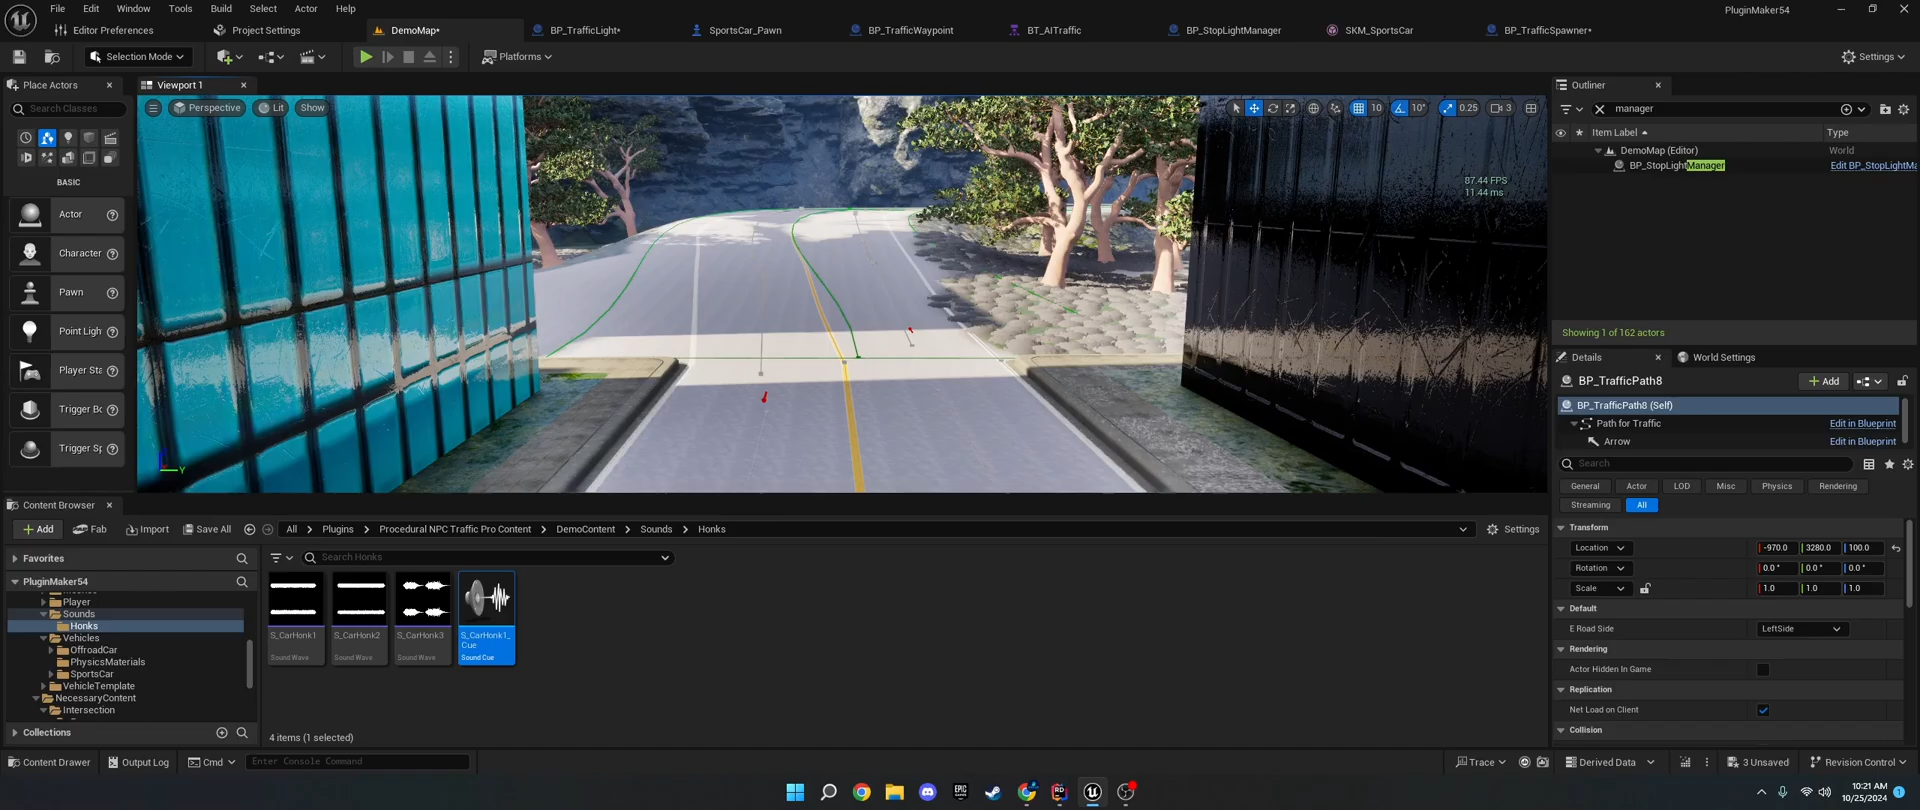 File Edit Window Tools Build Select Actor Help
PluginMaker54
Editor Preferences Project Settings DemoMap* BP_TrafficLight* SportsCar_Pawn BP_TrafficWaypoint BT_AITraffic BP_StopLightManager SKM_SportsCar BP_TrafficSpawner*
Selection Mode Platforms Settings
Place Actors
Search Classes
BASIC
Actor
Character
Pawn
Point Ligh
Player Sta
Trigger Bo
Trigger Sp
Viewport 1
Perspective Lit Show
10 10° 0.25 3
87.44 FPS
11.44 ms
Y
Outliner
manager
Item Label Type
DemoMap (Editor) World
BP_StopLightManager Edit BP_StopLightMa
Showing 1 of 162 actors
Details World Settings
BP_TrafficPath8 Add
BP_TrafficPath8 (Self)
Path for Traffic Edit in Blueprint
Arrow Edit in Blueprint
Search
General Actor LOD Misc Physics Rendering
Streaming All
Transform
Location -970.0 3280.0 100.0
Rotation 0.0° 0.0° 0.0°
Scale 1.0 1.0 1.0
Default
E Road Side LeftSide
Rendering
Actor Hidden In Game
Replication
Net Load on Client
Collision
Content Browser
Add Fab Import Save All All Plugins Procedural NPC Traffic Pro Content DemoContent Sounds Honks Settings
Favorites
PluginMaker54
Player
Sounds
Honks
Vehicles
OffroadCar
PhysicsMaterials
SportsCar
VehicleTemplate
NecessaryContent
Intersection
Collections
Search Honks
S_CarHonk1
Sound Wave
S_CarHonk2
Sound Wave
S_CarHonk3
Sound Wave
S_CarHonk1_
Cue
Sound Cue
4 items (1 selected)
Content Drawer Output Log Cmd Enter Console Command Trace Derived Data 3 Unsaved Revision Control
EPIC
RD
10:21 AM
10/25/2024